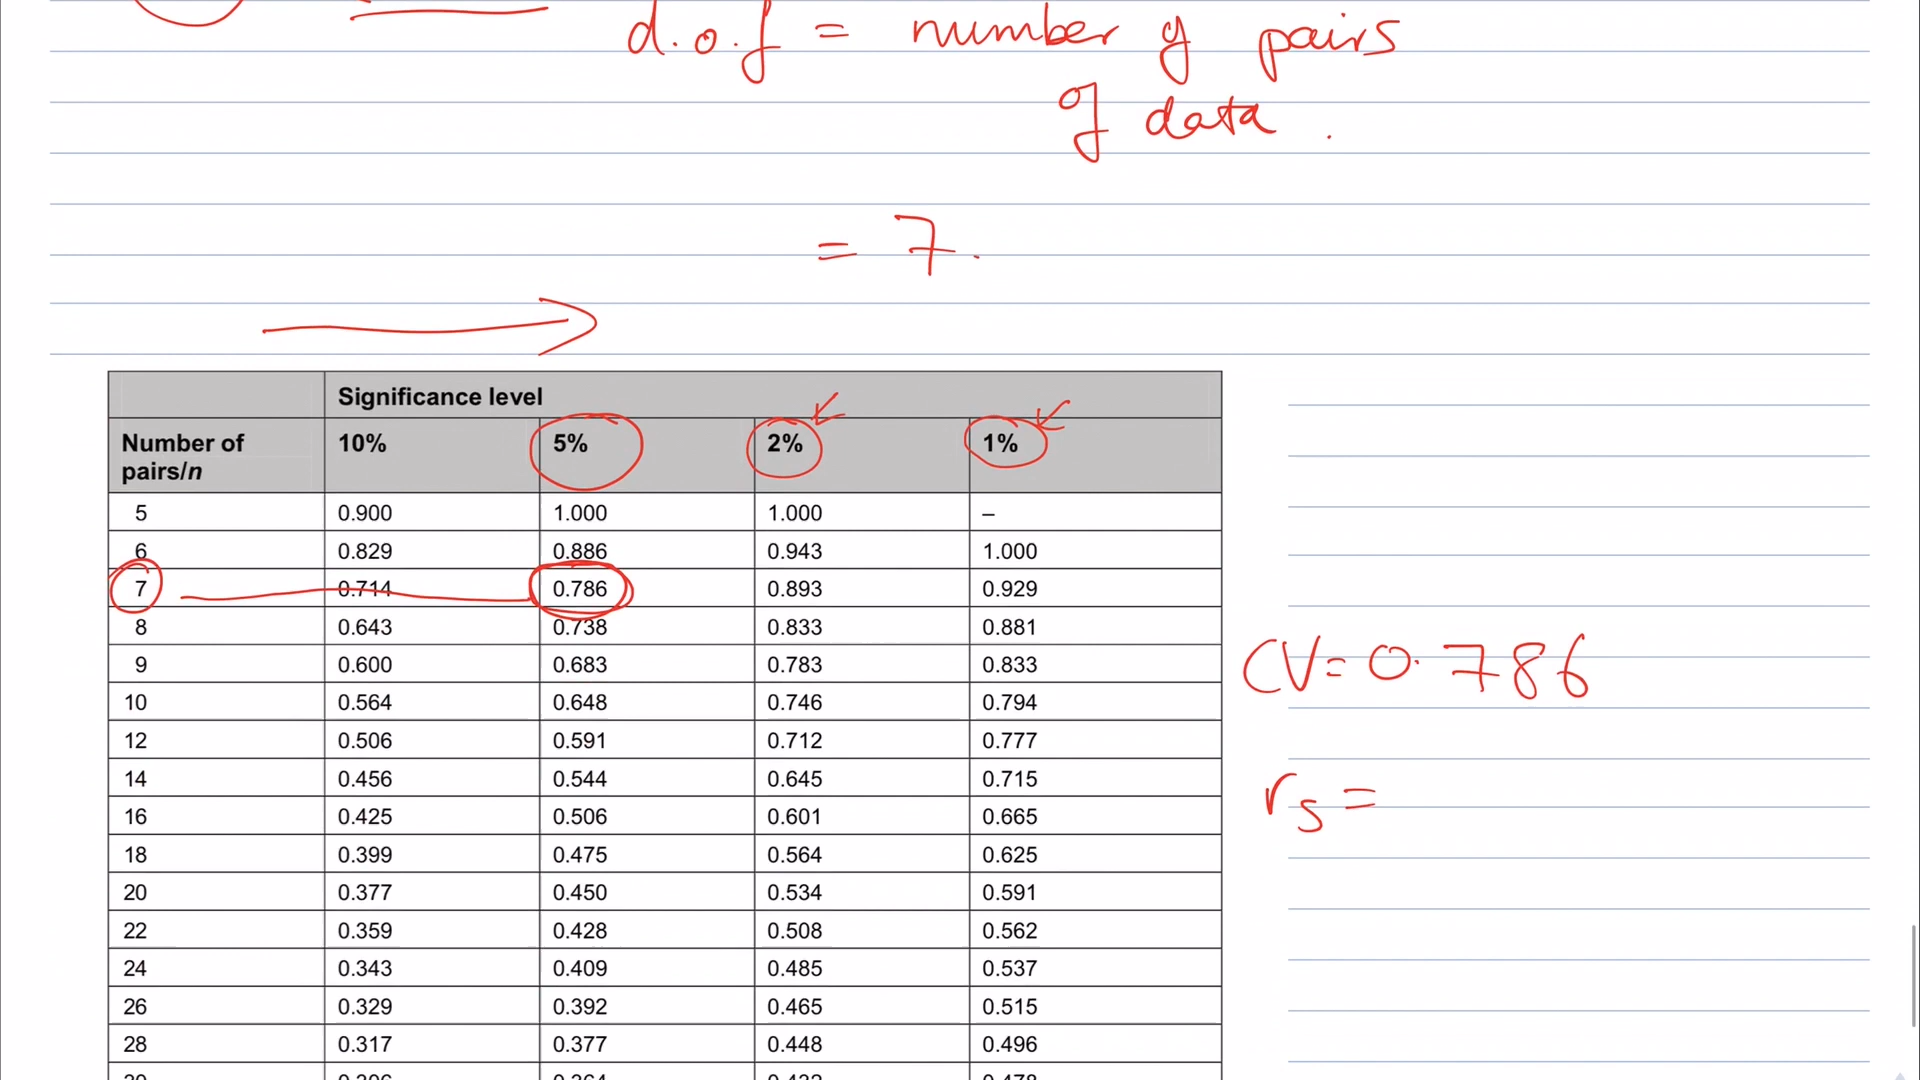 d.o.f = number of pairs
of data.
= 7.
Significance level
Number of pairs/n 10% 5% 2% 1%
5 0.900 1.000 1.000 –
6 0.829 0.886 0.943 1.000
7 0.714 0.786 0.893 0.929
8 0.643 0.738 0.833 0.881
9 0.600 0.683 0.783 0.833
CV = 0.786
10 0.564 0.648 0.746 0.794
12 0.506 0.591 0.712 0.777
14 0.456 0.544 0.645 0.715
rs =
16 0.425 0.506 0.601 0.665
18 0.399 0.475 0.564 0.625
20 0.377 0.450 0.534 0.591
22 0.359 0.428 0.508 0.562
24 0.343 0.409 0.485 0.537
26 0.329 0.392 0.465 0.515
28 0.317 0.377 0.448 0.496